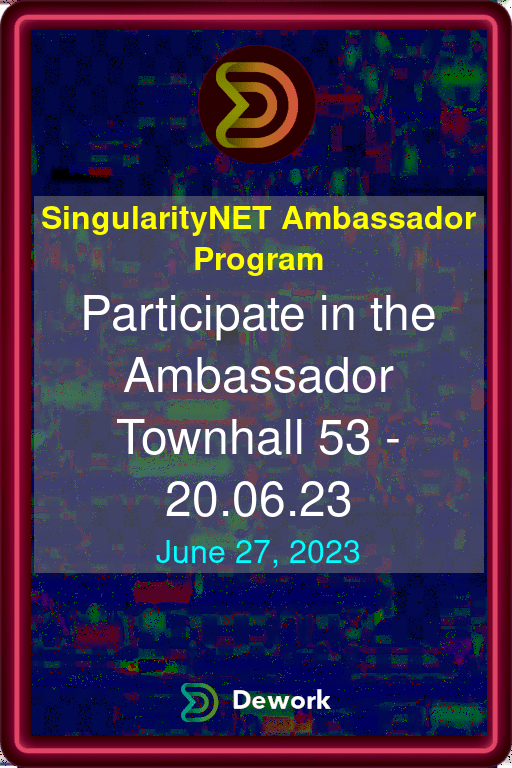 SingularityNET Ambassador
Program
Participate in the
Ambassador
Townhall 53 -
20.06.23
June 27, 2023
Dework